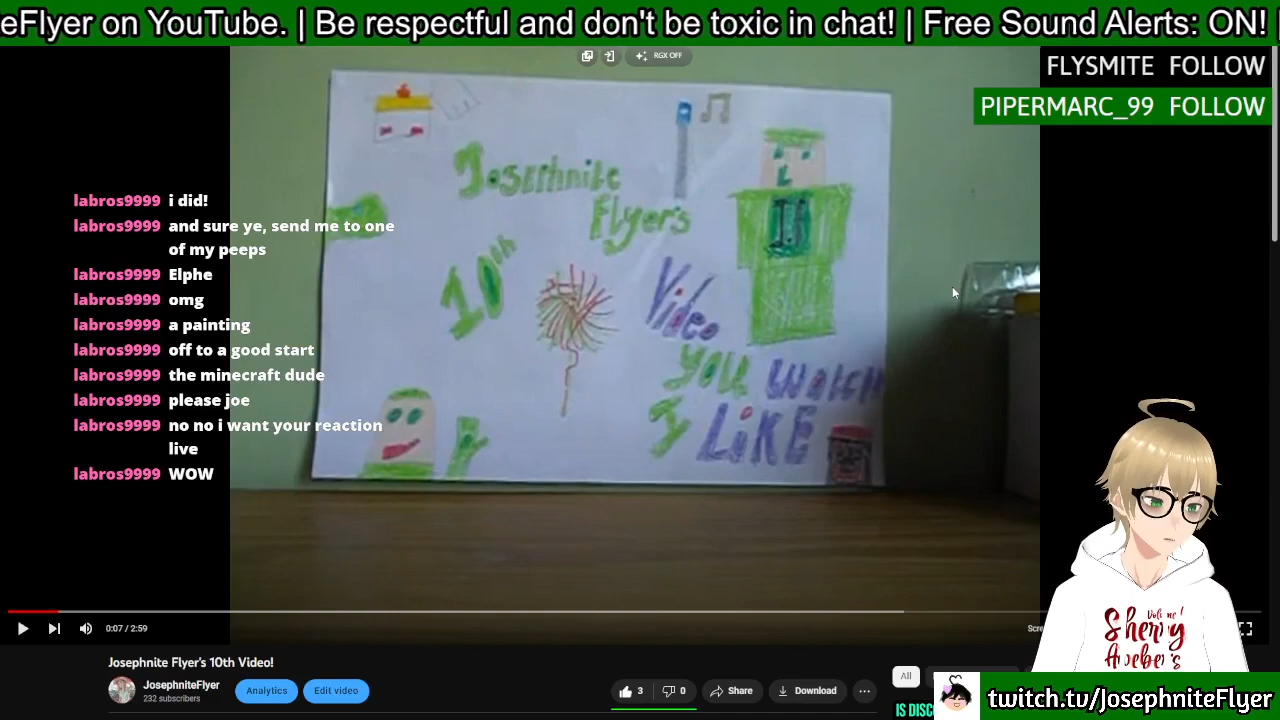 eFlyer on YouTube. | Be respectful and don't be toxic in chat! | Free Sound Alerts: ON! |
RGX OFF
FLYSMITE FOLLOW
PIPERMARC_99 FOLLOW
Josephnite
Flyer's
10th
Video
YOU WATCH
I LiKE
labros9999 i did!
labros9999 and sure ye, send me to one
of my peeps
labros9999 Elphe
labros9999 omg
labros9999 a painting
labros9999 off to a good start
labros9999 the minecraft dude
labros9999 please joe
labros9999 no no i want your reaction
live
labros9999 WOW
0:07 / 2:59
Josephnite Flyer's 10th Video!
JosephniteFlyer
232 subscribers
Analytics
Edit video
3
0
Share
Download
All
IS DISC
twitch.tv/JosephniteFlyer